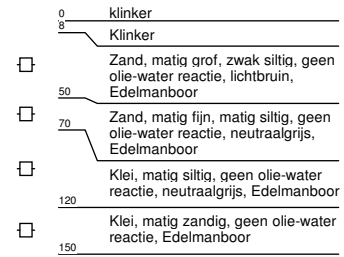 0 klinker
8
Klinker
Zand, matig grof, zwak siltig, geen
olie-water reactie, lichtbruin,
50 Edelmanboor
Zand, matig fijn, matig siltig, geen
70 olie-water reactie, neutraalgrijs,
Edelmanboor
Klei, matig siltig, geen olie-water
reactie, neutraalgrijs, Edelmanboor
120
Klei, matig zandig, geen olie-water
reactie, Edelmanboor
150